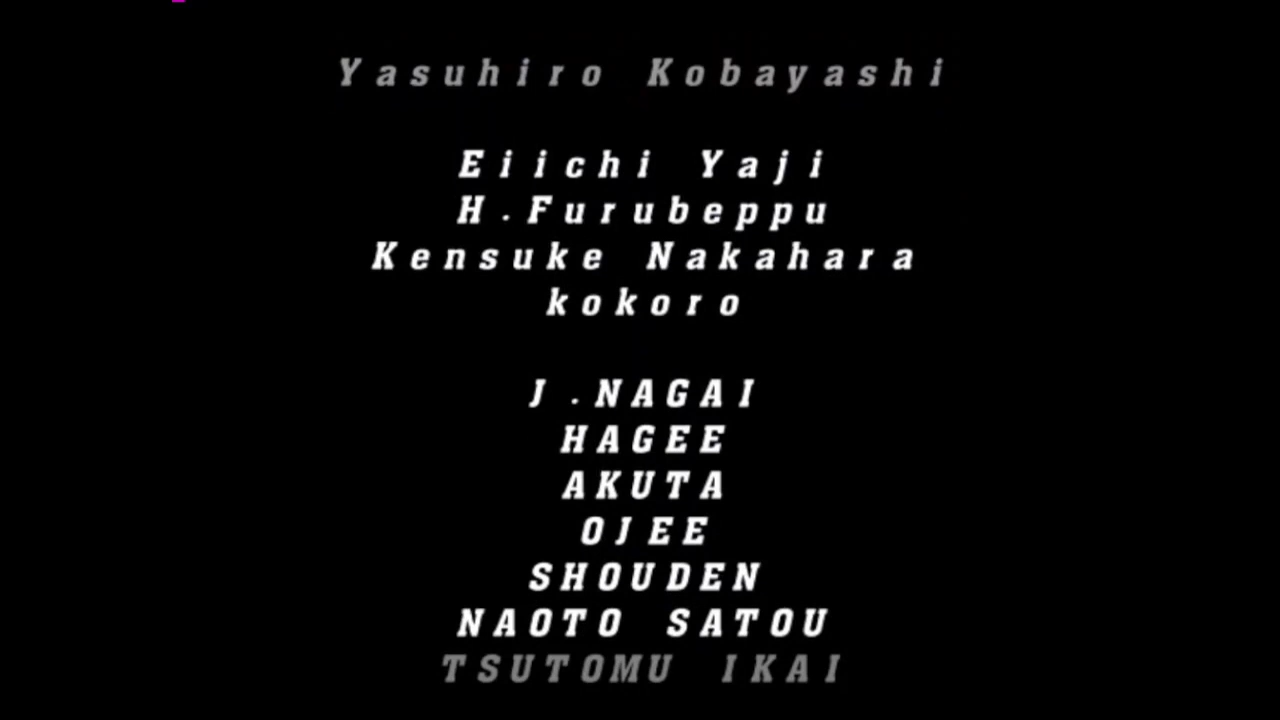 Yasuhiro Kobayashi
Eiichi Yaji
H.Furubeppu
Kensuke Nakahara
kokoro
J.NAGAI
HAGEE
AKUTA
OJEE
SHOUDEN
NAOTO SATOU
TSUTOMU IKAI